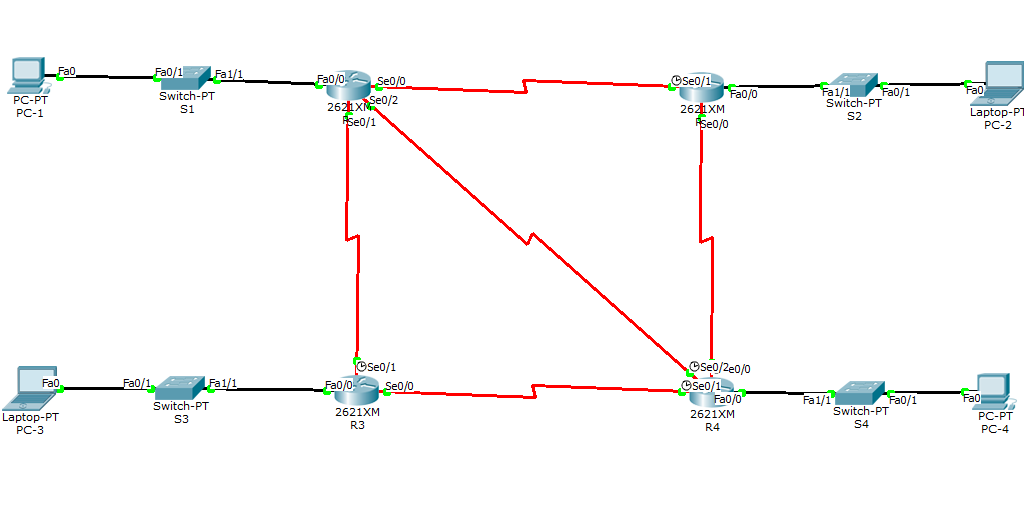 Fa0
PC-PT
PC-1
Fa0/1
Fa1/1
Switch-PT
S1
Fa0/0
Se0/0
Se0/2
2621XM
Se0/1
Se0/1
Fa0/0
2621XM
Se0/0
Fa1/1
Fa0/1
Switch-PT
S2
Fa0
Laptop-PT
PC-2
Fa0
Laptop-PT
PC-3
Fa0/1
Fa1/1
Switch-PT
S3
Se0/1
Fa0/0
Se0/0
2621XM
R3
Se0/2
e0/0
Se0/1
Fa0/0
2621XM
R4
Fa1/1
Fa0/1
Switch-PT
S4
Fa0
PC-PT
PC-4